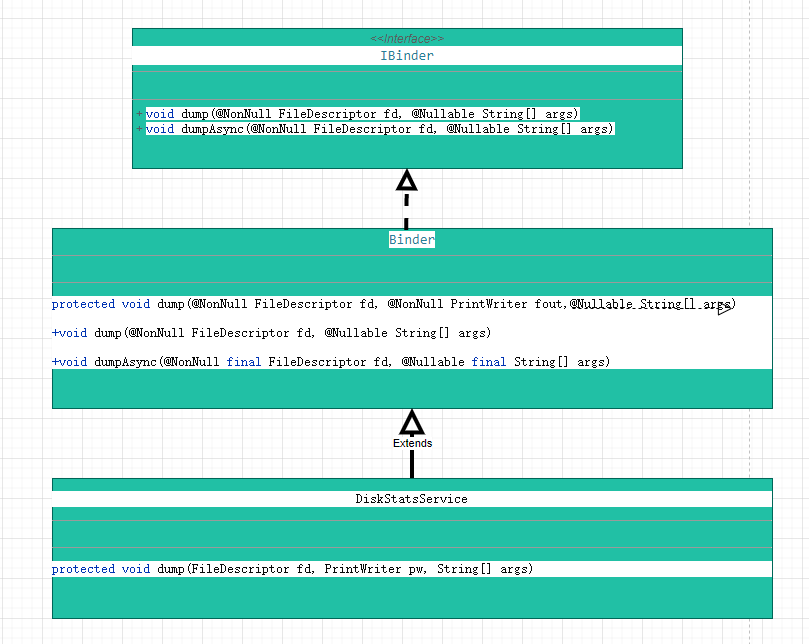 <<Interface>>
IBinder
+ void dump(@NonNull FileDescriptor fd, @Nullable String[] args)
+ void dumpAsync(@NonNull FileDescriptor fd, @Nullable String[] args)
Binder
protected void dump(@NonNull FileDescriptor fd, @NonNull PrintWriter fout,@Nullable String[] args)
+void dump(@NonNull FileDescriptor fd, @Nullable String[] args)
+void dumpAsync(@NonNull final FileDescriptor fd, @Nullable final String[] args)
Extends
DiskStatsService
protected void dump(FileDescriptor fd, PrintWriter pw, String[] args)